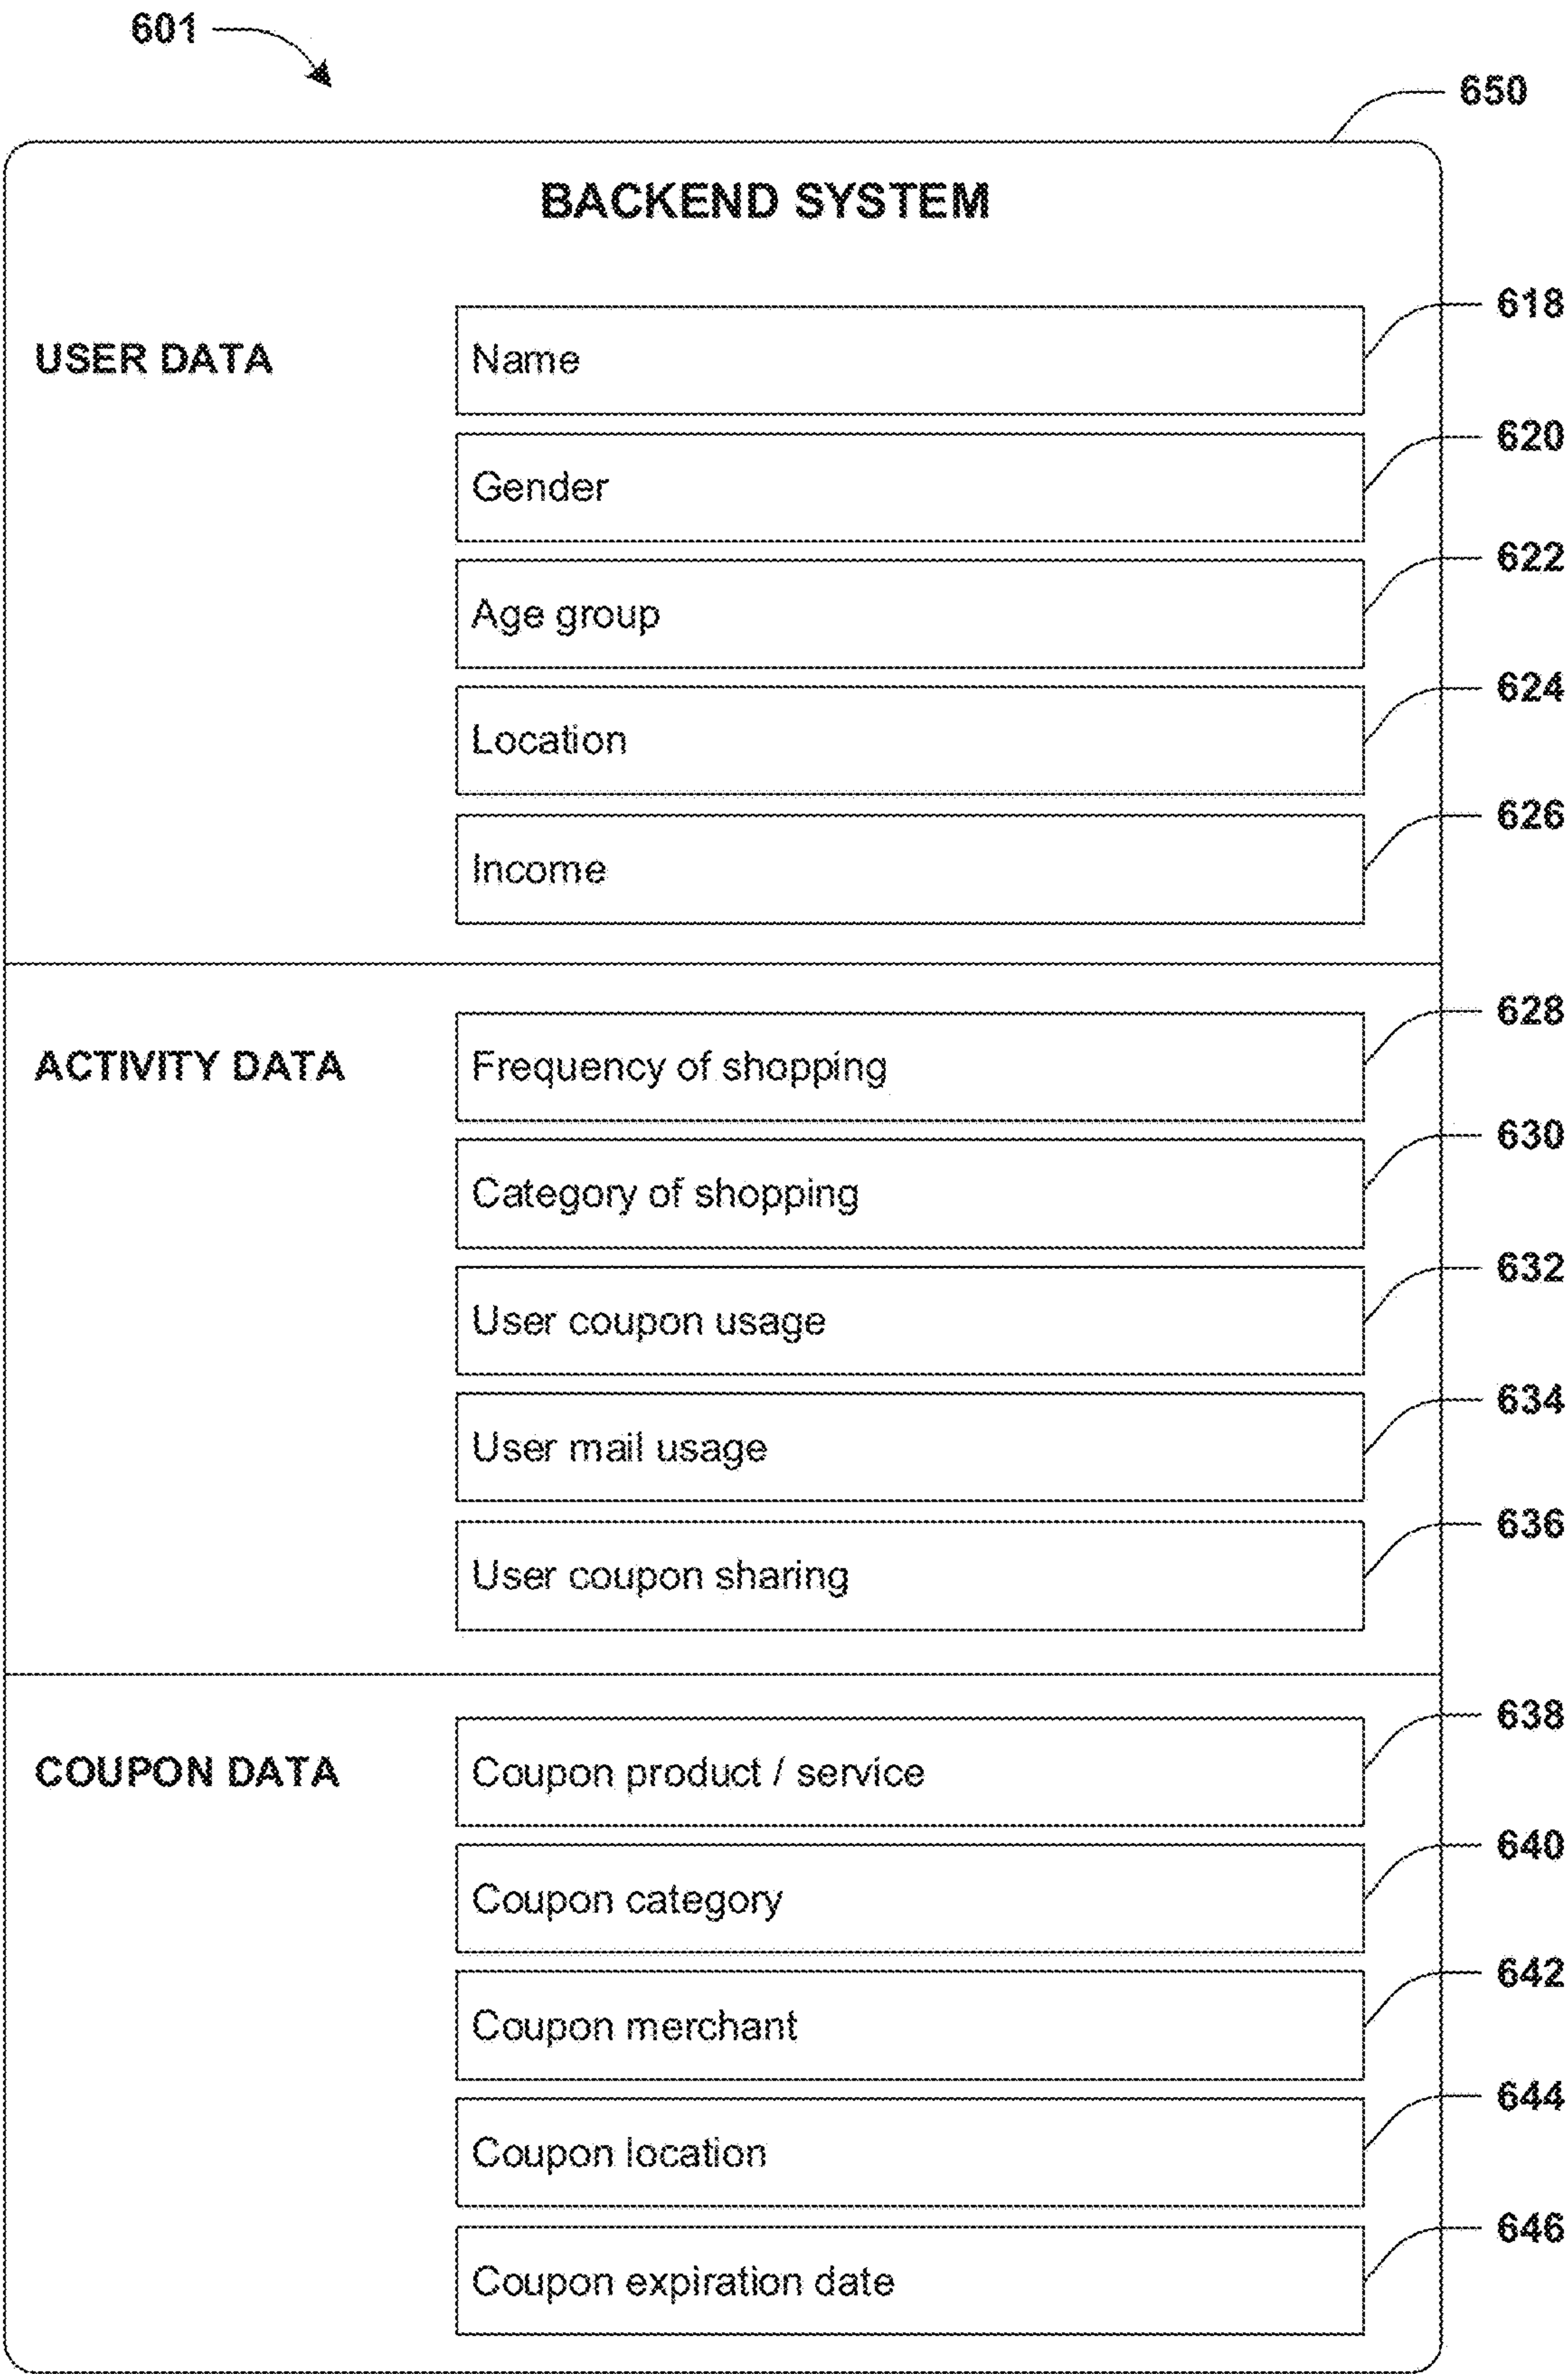 601
650
BACKEND SYSTEM
618
USER DATA
Name
620
Gender
622
Age group
624
Location
626
Income
628
ACTIVITY DATA
Frequency of shopping
630
Category of shopping
632
User coupon usage
634
User mail usage
636
User coupon sharing
638
COUPON DATA
Coupon product / service
640
Coupon category
642
Coupon merchant
644
Coupon location
646
Coupon expiration date